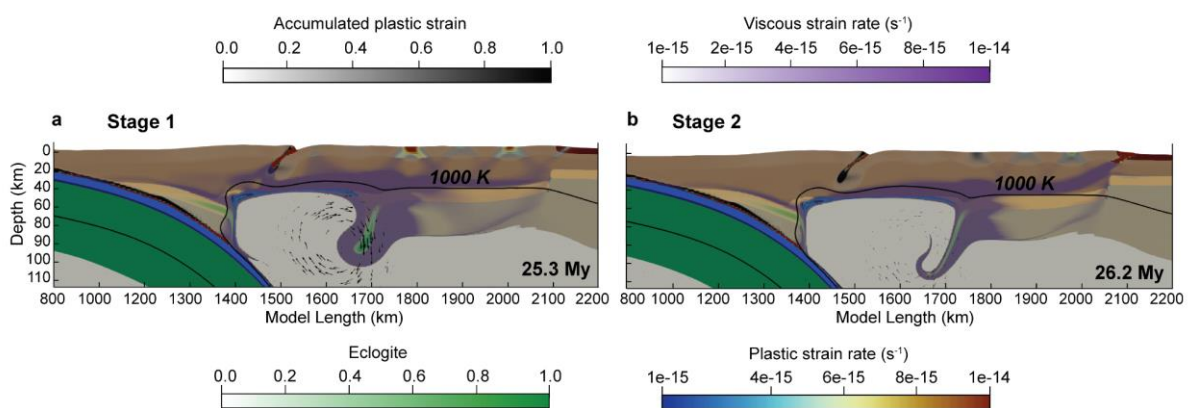 Accumulated plastic strain
0.0 0.2 0.4 0.6 0.8 1.0
Viscous strain rate (s⁻¹)
1e-15 2e-15 4e-15 6e-15 8e-15 1e-14
a Stage 1
b Stage 2
Depth (km)
0
20
40
60
80
90
100
110
1000 K
25.3 My
800 1000 1100 1200 1300 1400 1500 1600 1700 1800 1900 2000 2100 2200
Model Length (km)
1000 K
26.2 My
800 1000 1100 1200 1300 1400 1500 1600 1700 1800 1900 2000 2100 2200
Model Length (km)
Eclogite
0.0 0.2 0.4 0.6 0.8 1.0
Plastic strain rate (s⁻¹)
1e-15 4e-15 6e-15 8e-15 1e-14